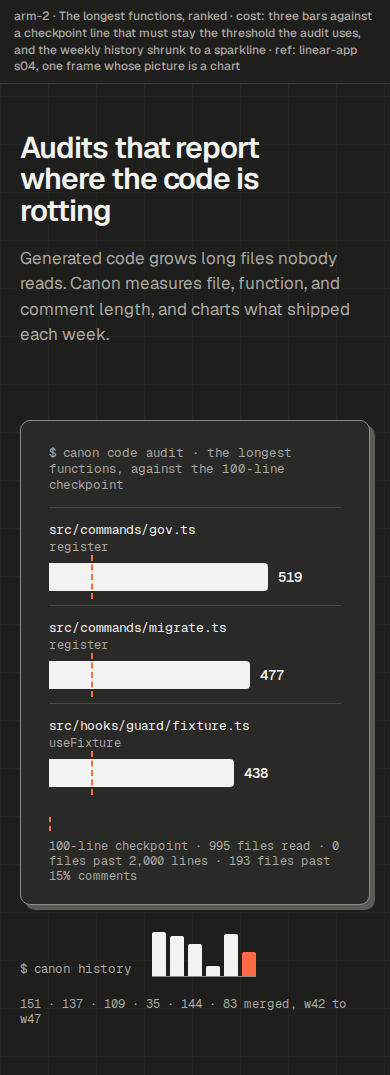 arm-2 · The longest functions, ranked · cost: three bars against
a checkpoint line that must stay the threshold the audit uses,
and the weekly history shrunk to a sparkline · ref: linear-app
s04, one frame whose picture is a chart
Audits that report
where the code is
rotting
Generated code grows long files nobody
reads. Canon measures file, function, and
comment length, and charts what shipped
each week.
$ canon code audit · the longest
functions, against the 100-line
checkpoint
src/commands/gov.ts
register
519
src/commands/migrate.ts
register
477
src/hooks/guard/fixture.ts
useFixture
438
100-line checkpoint · 995 files read · 0
files past 2,000 lines · 193 files past
15% comments
$ canon history
151 · 137 · 109 · 35 · 144 · 83 merged, w42 to
w47